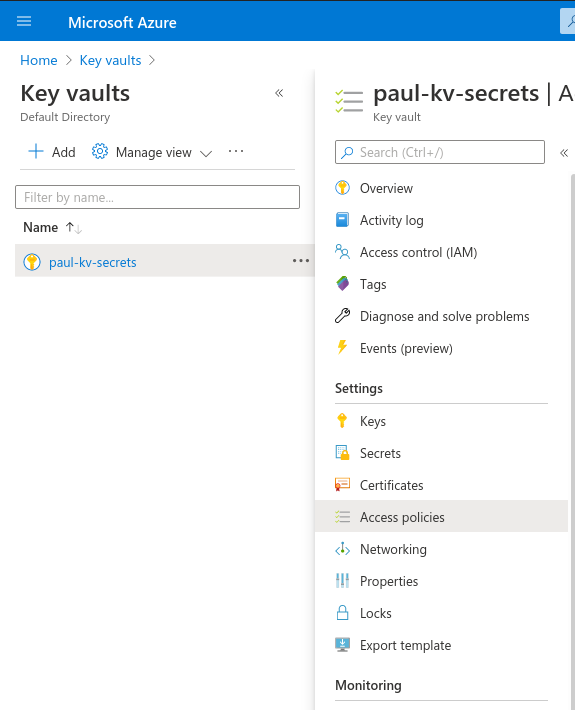 Microsoft Azure
Home > Key vaults >
Key vaults
Default Directory
Add Manage view ...
Filter by name...
Name
paul-kv-secrets ...
paul-kv-secrets | A
Key vault
Search (Ctrl+/)
Overview
Activity log
Access control (IAM)
Tags
Diagnose and solve problems
Events (preview)
Settings
Keys
Secrets
Certificates
Access policies
Networking
Properties
Locks
Export template
Monitoring